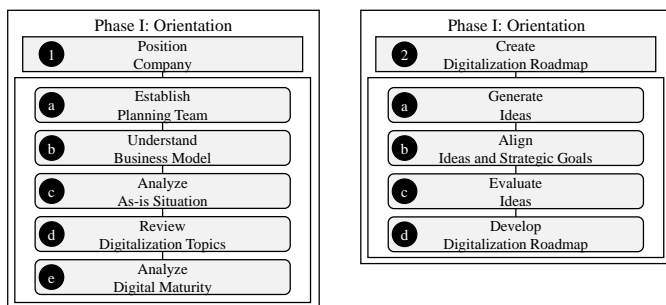 Phase I: Orientation
1
Position
Company
a
Establish
Planning Team
b
Understand
Business Model
c
Analyze
As-is Situation
d
Review
Digitalization Topics
e
Analyze
Digital Maturity
Phase I: Orientation
2
Create
Digitalization Roadmap
a
Generate
Ideas
b
Align
Ideas and Strategic Goals
c
Evaluate
Ideas
d
Develop
Digitalization Roadmap